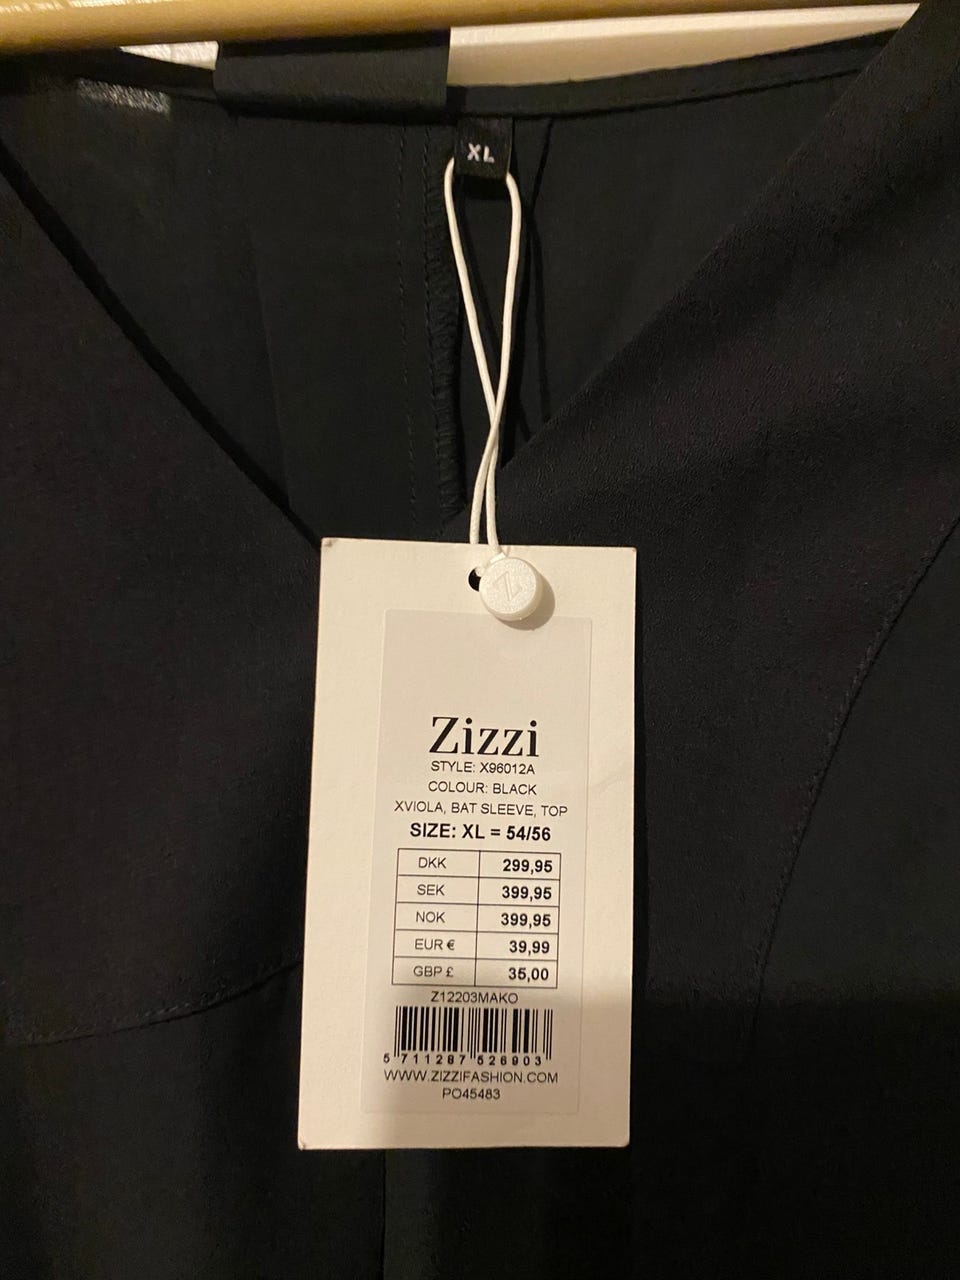 XL
Z
Zizzi
STYLE: X96012A
COLOUR: BLACK
XVIOLA, BAT SLEEVE, TOP
SIZE: XL = 54/56
DKK 299,95
SEK 399,95
NOK 399,95
EUR € 39,99
GBP £ 35,00
Z12203MAKO
5 711287 526903
WWW.ZIZZIFASHION.COM
PO45483